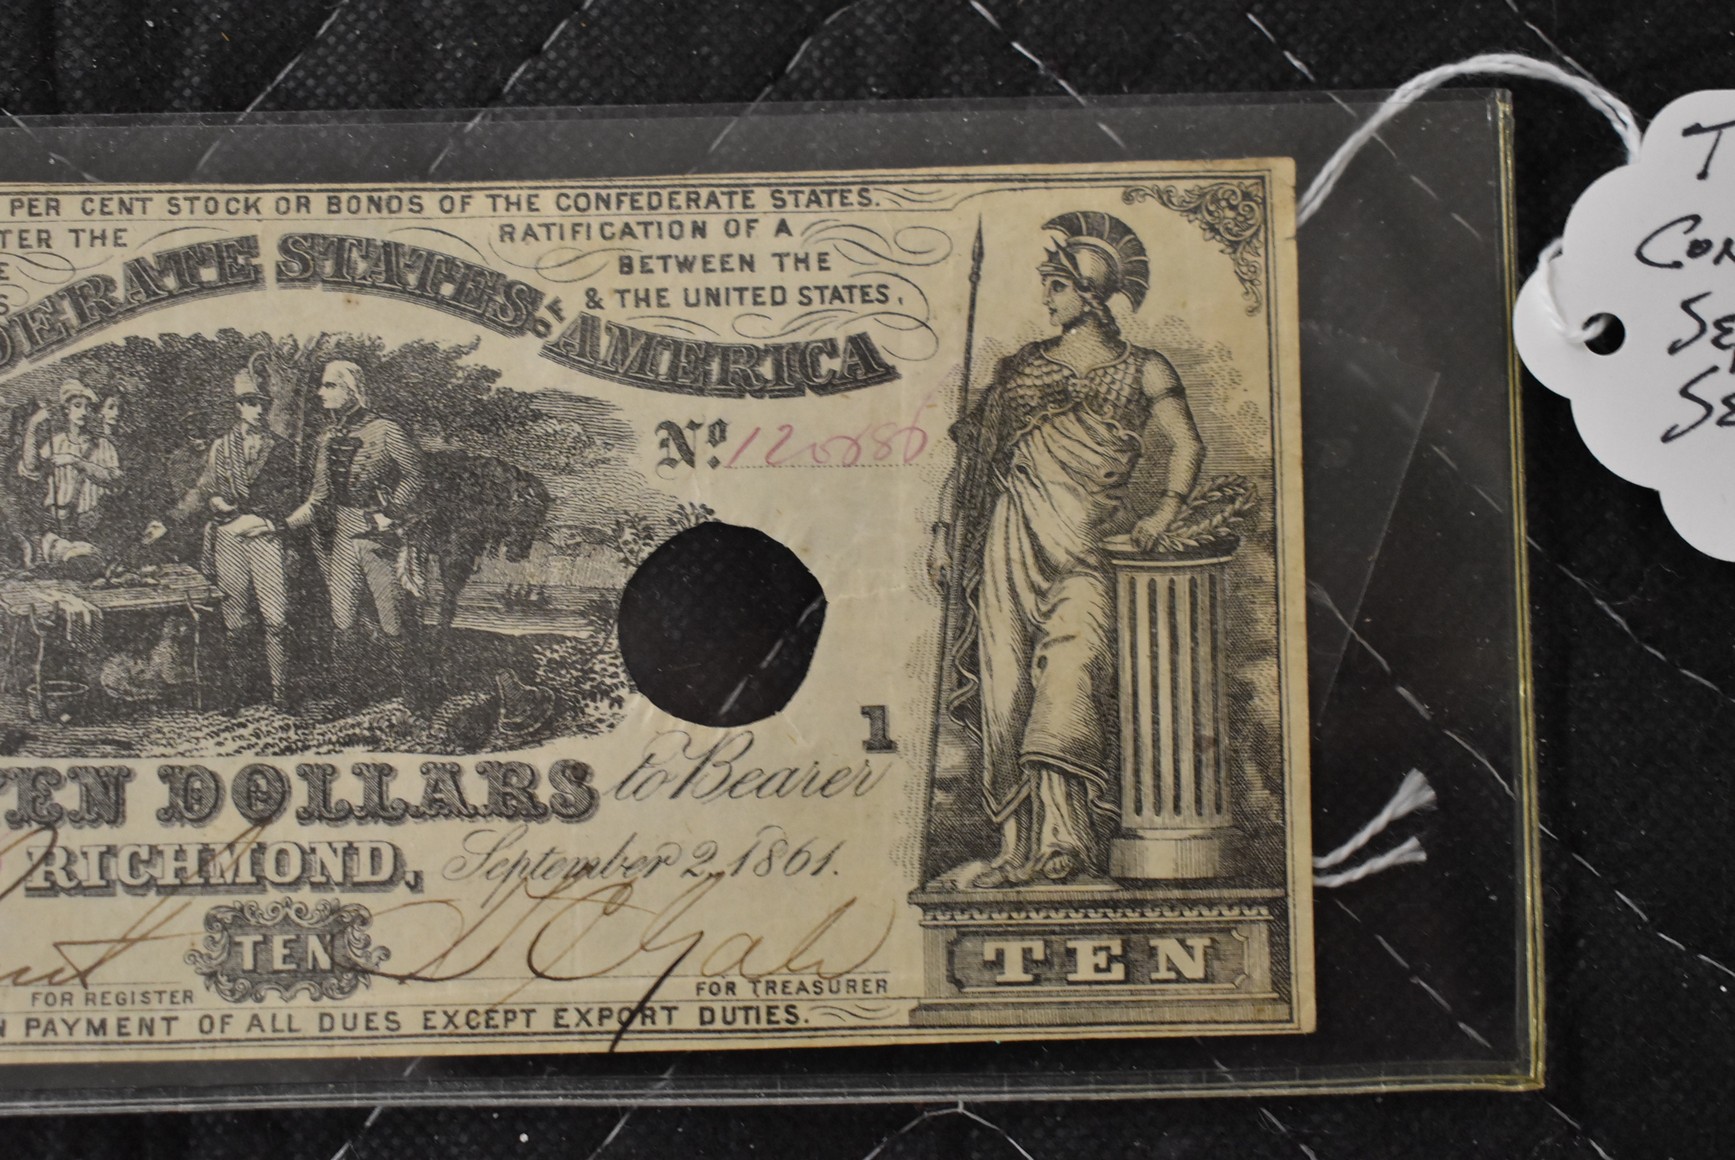 PER CENT STOCK OR BONDS OF THE CONFEDERATE STATES.
TER THE RATIFICATION OF A
E BETWEEN THE
S & THE UNITED STATES,
DERATE STATES OF AMERICA
No.
1
TEN DOLLARS to Bearer
RICHMOND, September 2, 1861.
TEN
FOR REGISTER
FOR TREASURER
N PAYMENT OF ALL DUES EXCEPT EXPORT DUTIES.
TEN
T
CON
SE
SE